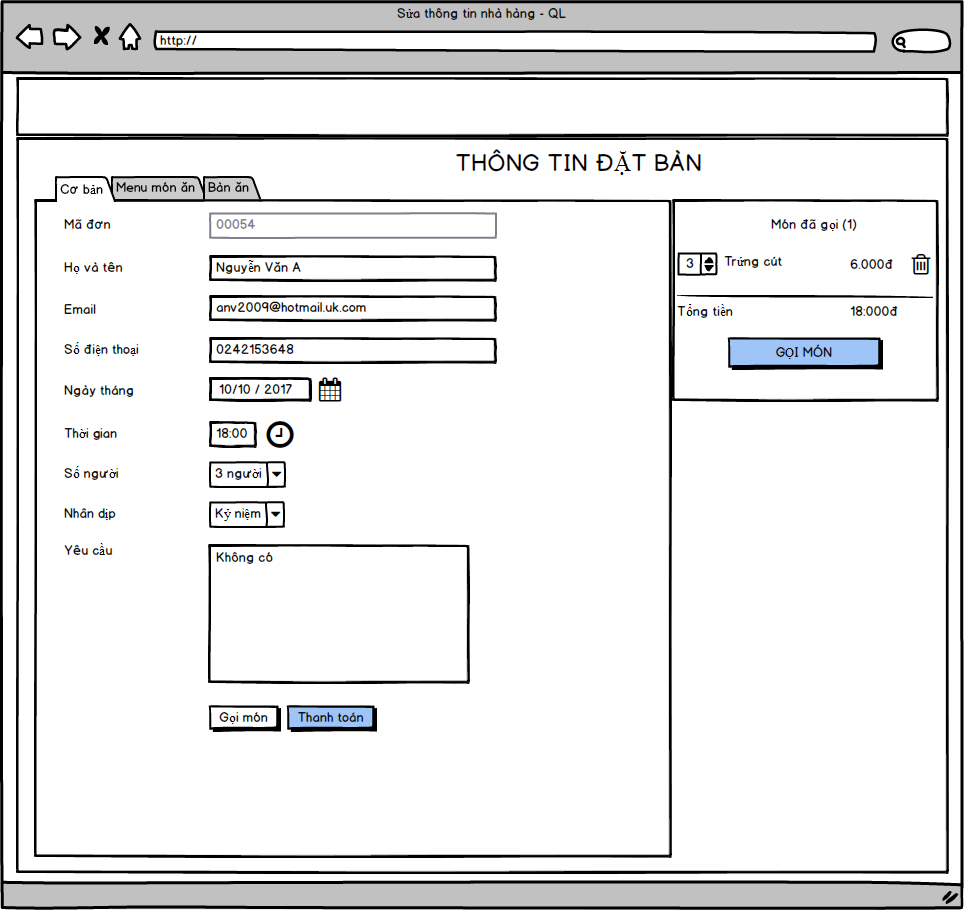 Sửa thông tin nhà hàng - QL
http://
THÔNG TIN ĐẶT BÀN
Cơ bản
Menu món ăn
Bàn ăn
Mã đơn
00054
Họ và tên
Nguyễn Văn A
Email
anv2009@hotmail.uk.com
Số điện thoại
0242153648
Ngày tháng
10/10 / 2017
Thời gian
18:00
Số người
3 người
Nhân dịp
Kỷ niệm
Yêu cầu
Không có
Gọi món
Thanh toán
Món đã gọi (1)
3
Trứng cút
6.000đ
Tổng tiền
18:000đ
GỌI MÓN